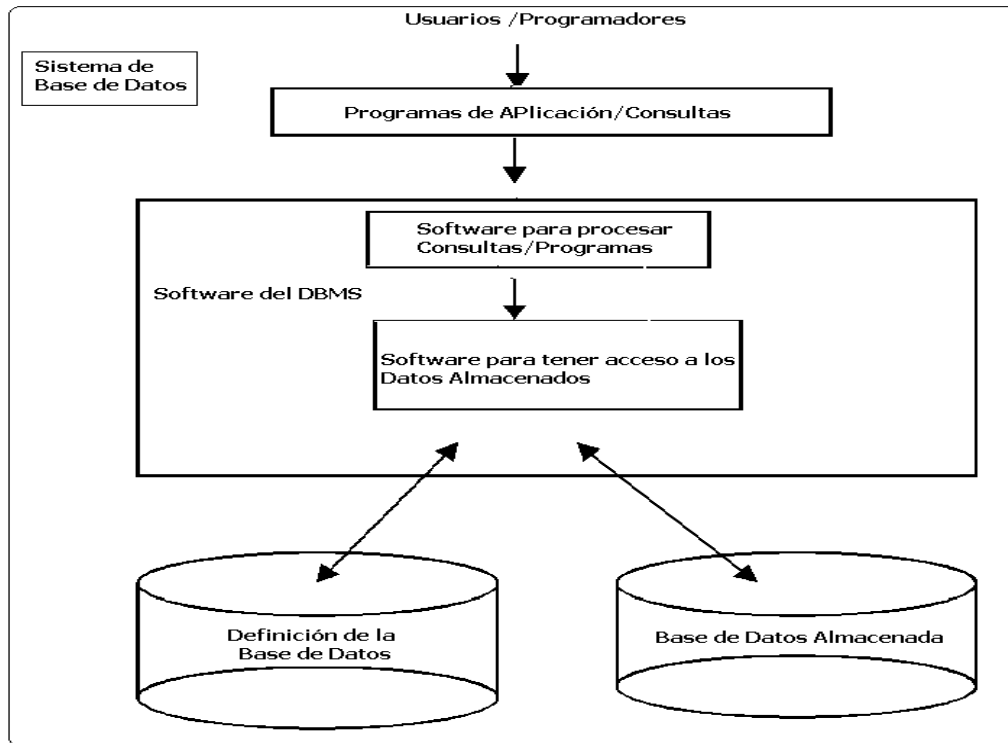 Usuarios /Programadores
Sistema de
Base de Datos
Programas de APlicación/Consultas
Software para procesar
Consultas/Programas
Software del DBMS
Software para tener acceso a los
Datos Almacenados
Definición de la
Base de Datos
Base de Datos Almacenada